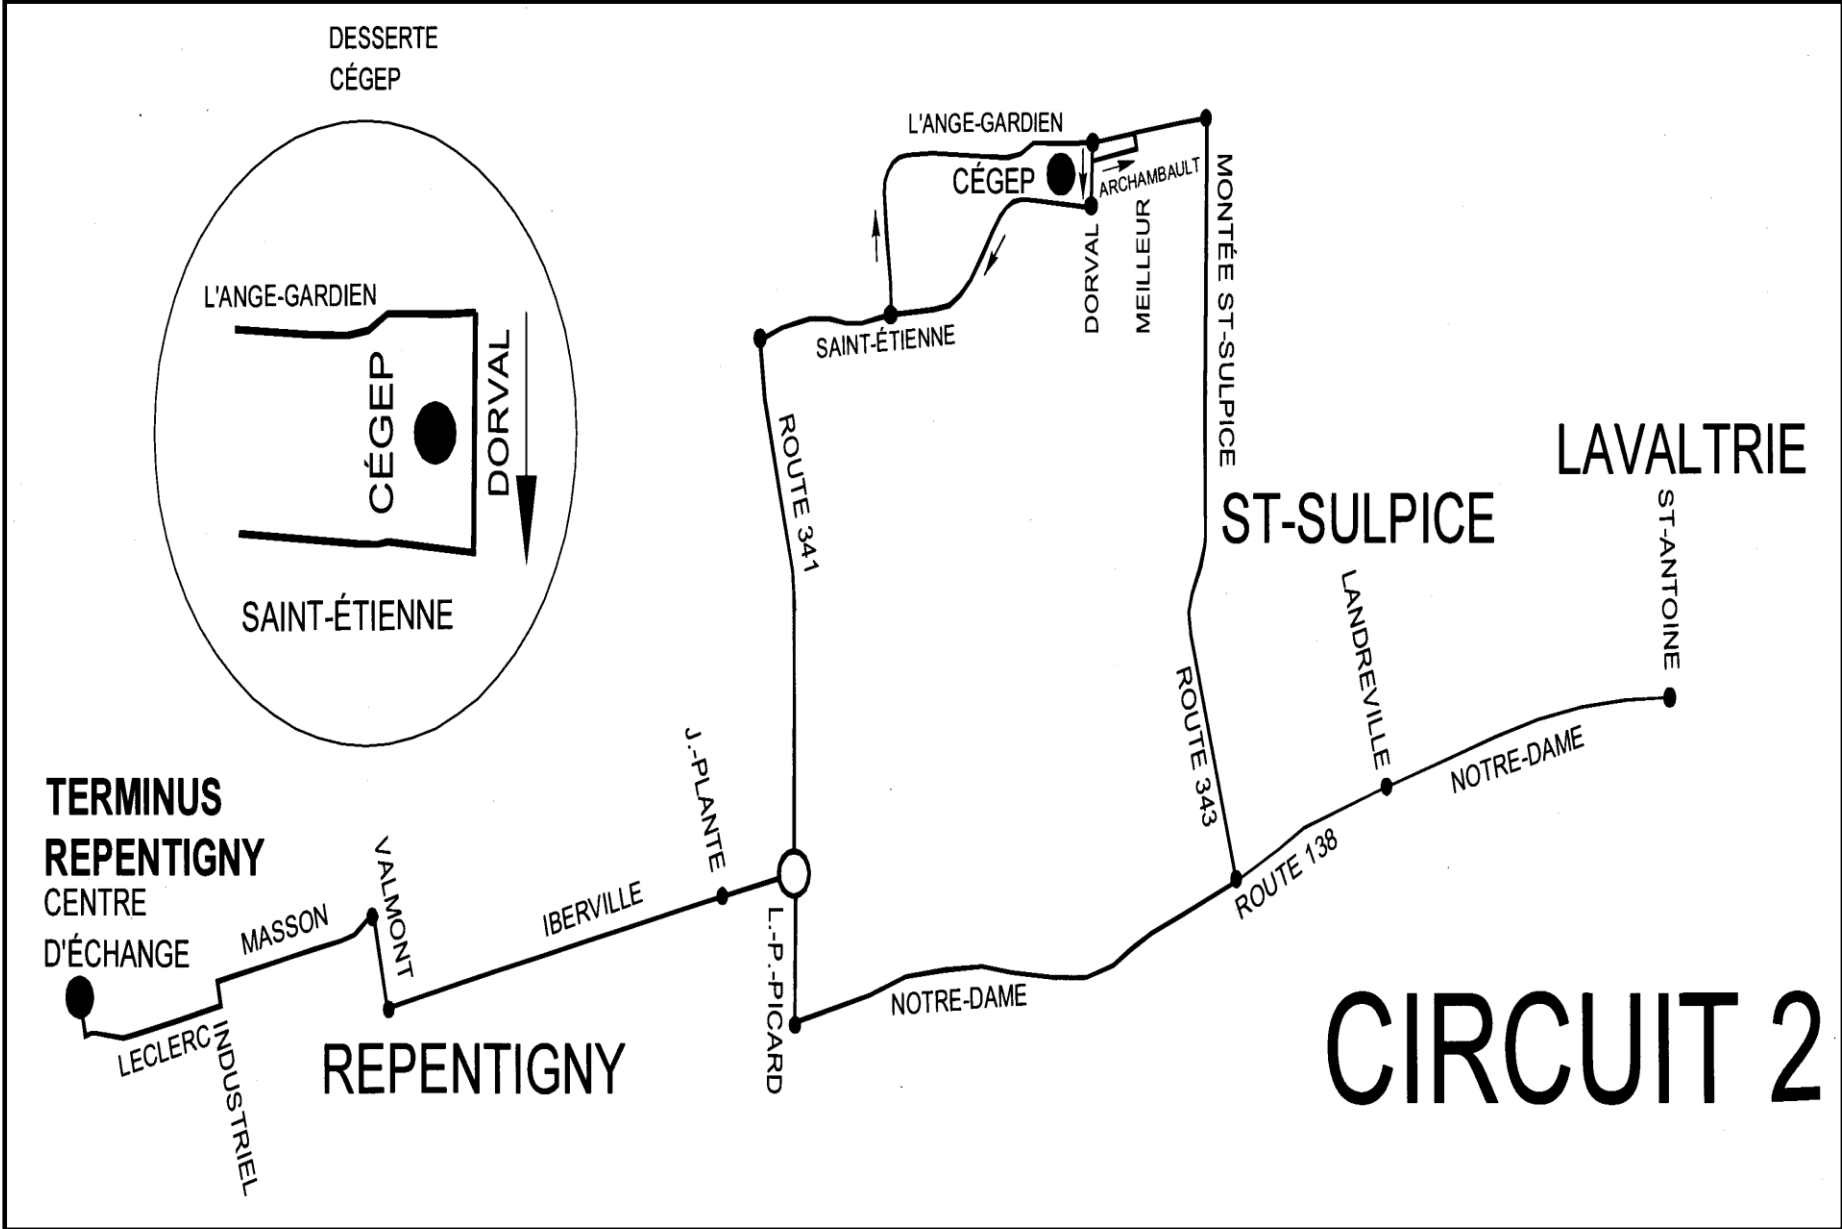 DESSERTE
CÉGEP
L'ANGE-GARDIEN
CÉGEP
DORVAL
SAINT-ÉTIENNE
L'ANGE-GARDIEN
CÉGEP
ARCHAMBAULT
DORVAL
MEILLEUR
MONTÉE ST-SULPICE
SAINT-ÉTIENNE
ROUTE 341
LAVALTRIE
ST-SULPICE
ST-ANTOINE
LANDREVILLE
ROUTE 343
NOTRE-DAME
ROUTE 138
J.-PLANTE
TERMINUS
REPENTIGNY
CENTRE
D'ÉCHANGE
MASSON
VALMONT
IBERVILLE
L.-P.-PICARD
NOTRE-DAME
LECLERC
INDUSTRIEL
REPENTIGNY
CIRCUIT 2